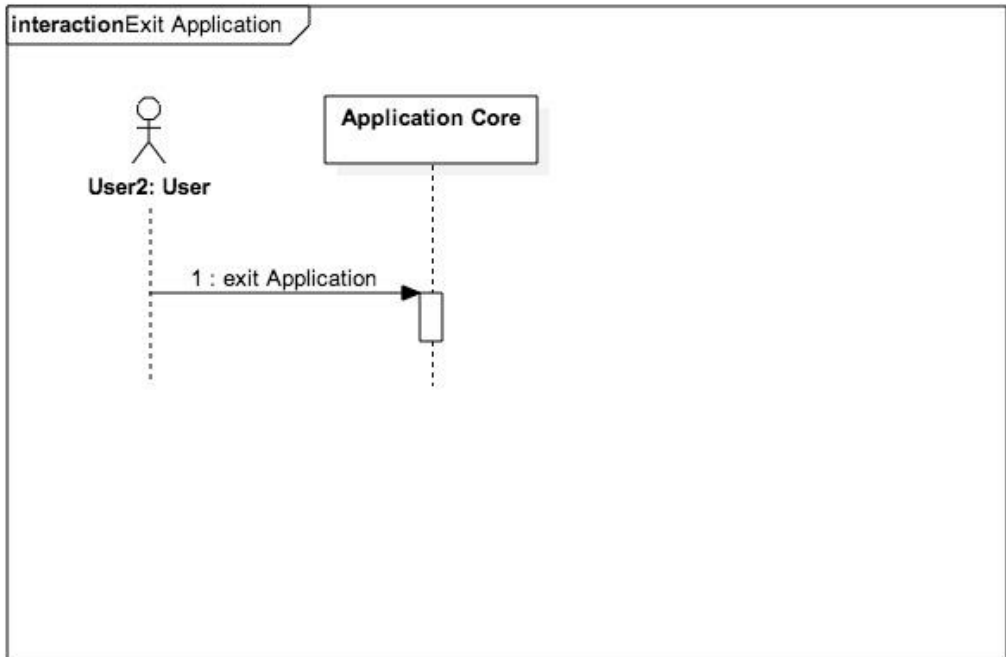 interactionExit Application
Application Core
User2: User
1 : exit Application